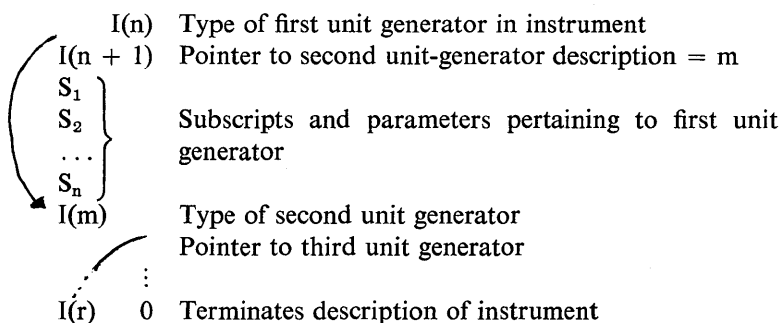 I(n) Type of first unit generator in instrument
I(n + 1) Pointer to second unit-generator description = m
S₁
S₂ Subscripts and parameters pertaining to first unit
... generator
Sₙ
I(m) Type of second unit generator
Pointer to third unit generator
⋮
I(r) 0 Terminates description of instrument